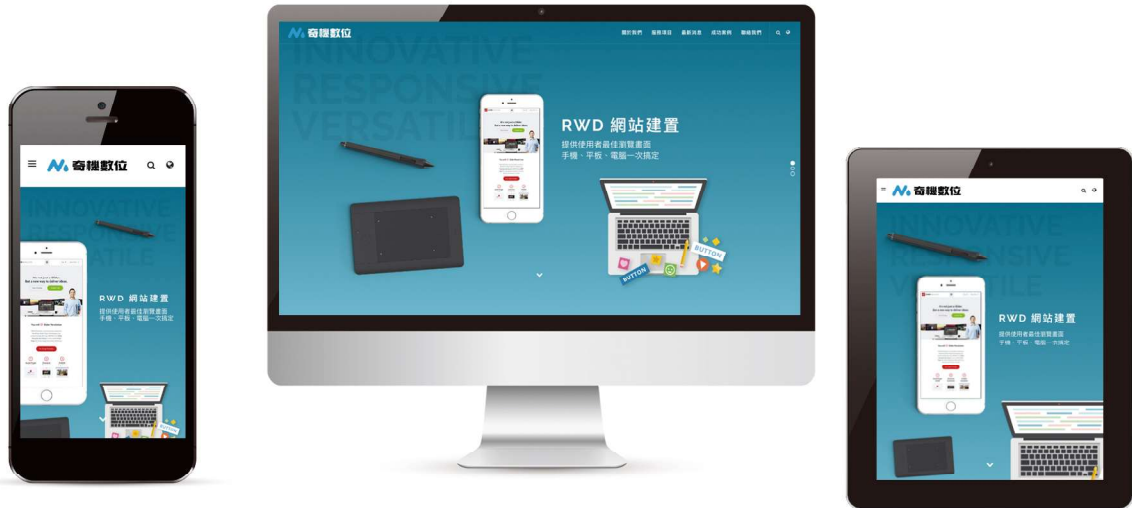 奇機數位
INNOVATIVE
RESPONSIVE
ATILE
RWD 網站建置
提供使用者最佳瀏覽畫面
手機、平板、電腦一次搞定
BUTTON
奇機數位
關於我們 服務項目 最新消息 成功案例 聯絡我們
INNOVATIVE
RESPONSIVE
VERSATILE
RWD 網站建置
提供使用者最佳瀏覽畫面
手機、平板、電腦一次搞定
BUTTON
BUTTON
奇機數位
INNOVATIVE
RWD 網站建置
提供使用者最佳瀏覽畫面
手機、平板、電腦一次搞定